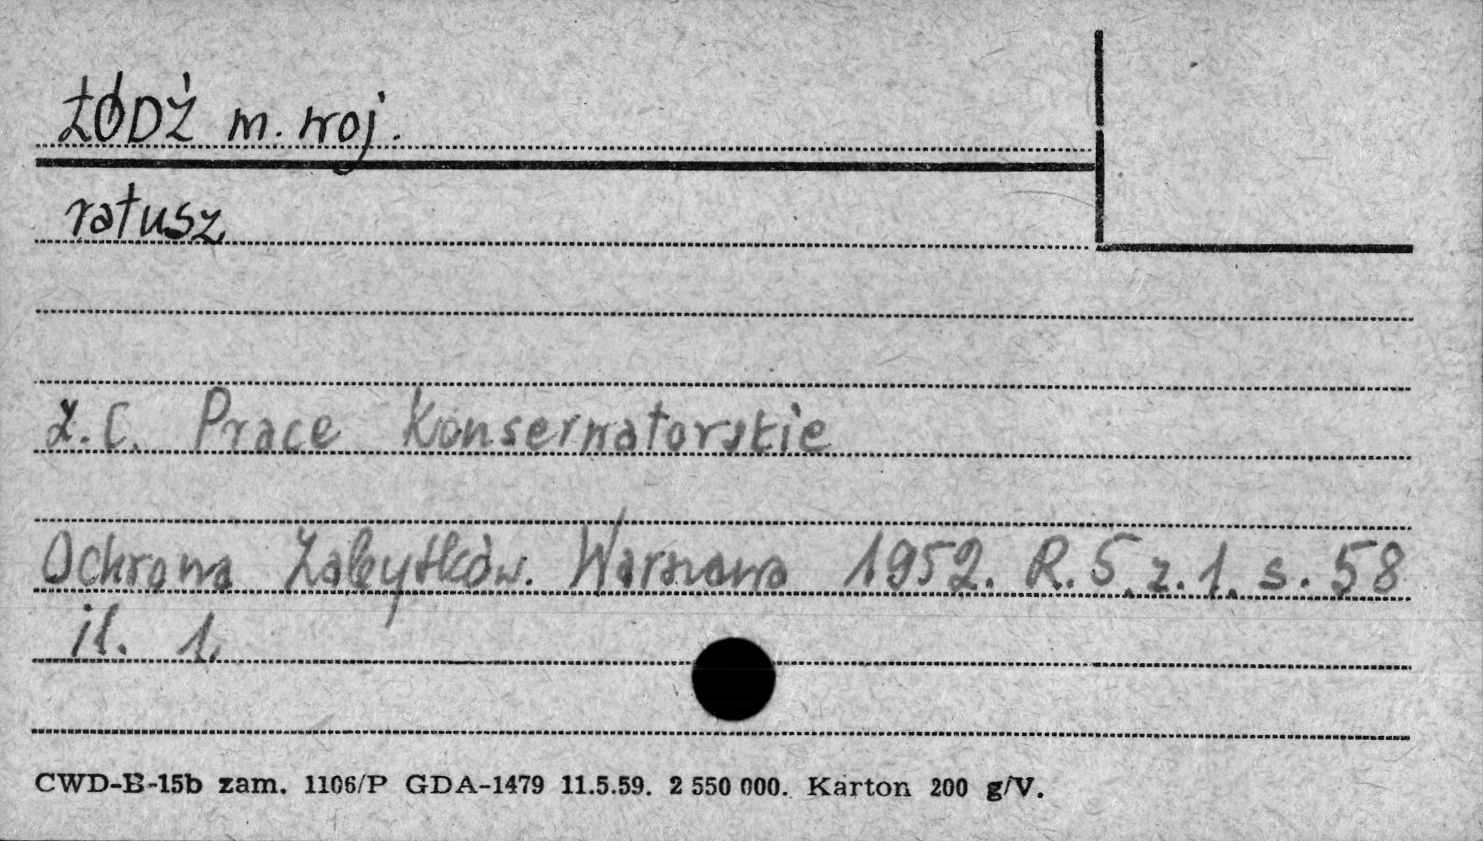 ŁÓDŹ m. woj.
ratusz
Z.C. Prace Konserwatorskie
Ochrona Zabytków. Warszawa 1952. R.5, z.1, s. 58
il. 1.
CWD-B-15b zam. 1106/P GDA-1479 11.5.59. 2 550 000. Karton 200 g/V.